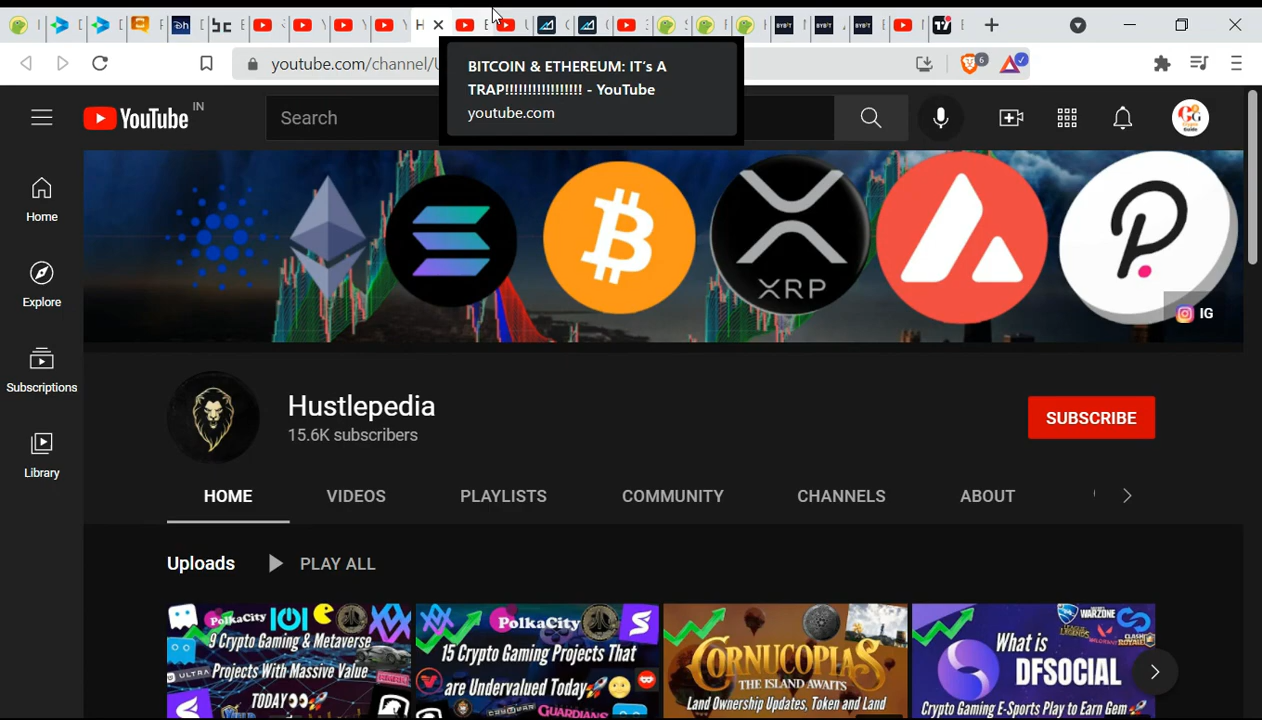 H
6
youtube.com/channel/U
BITCOIN & ETHEREUM: IT's A
TRAP!!!!!!!!!!!!!!!!! - YouTube
youtube.com
YouTube IN
Search
Home
Explore
Subscriptions
Library
XRP
IG
Hustlepedia
15.6K subscribers
SUBSCRIBE
HOME VIDEOS PLAYLISTS COMMUNITY CHANNELS ABOUT
Uploads PLAY ALL
PolkaCity
9 Crypto Gaming & Metaverse
Projects With Massive Value
ULTRA
TODAY
PolkaCity
15 Crypto Gaming Projects That
are Undervalued Today
GUARDIANS
CORNUCOPIAS
THE ISLAND AWAITS
Land Ownership Updates, Token and Land
WARZONE
What is
DFSOCIAL
Crypto Gaming E-Sports Play to Earn Gem